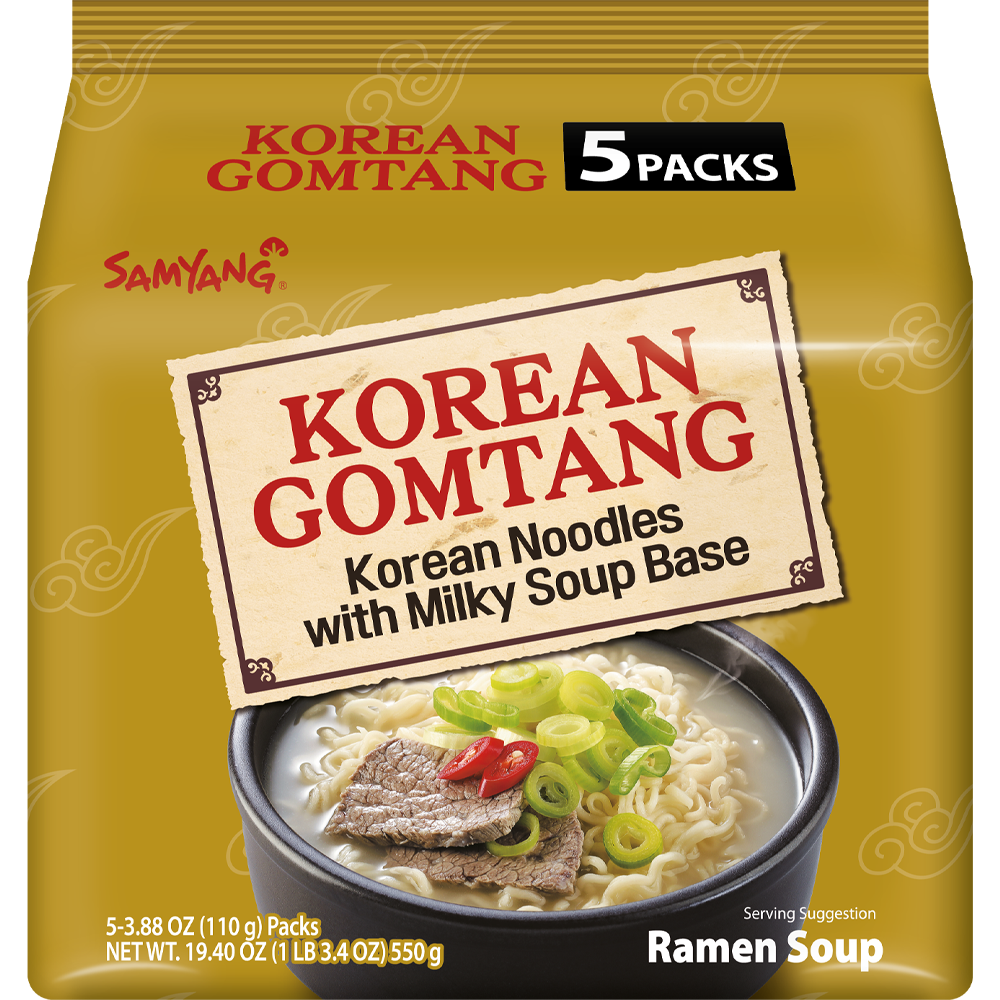 KOREAN
GOMTANG
5 PACKS
SAMYANG®
KOREAN
GOMTANG
Korean Noodles
with Milky Soup Base
5-3.88 OZ (110 g) Packs
NET WT. 19.40 OZ (1 LB 3.4 OZ) 550 g
Serving Suggestion
Ramen Soup